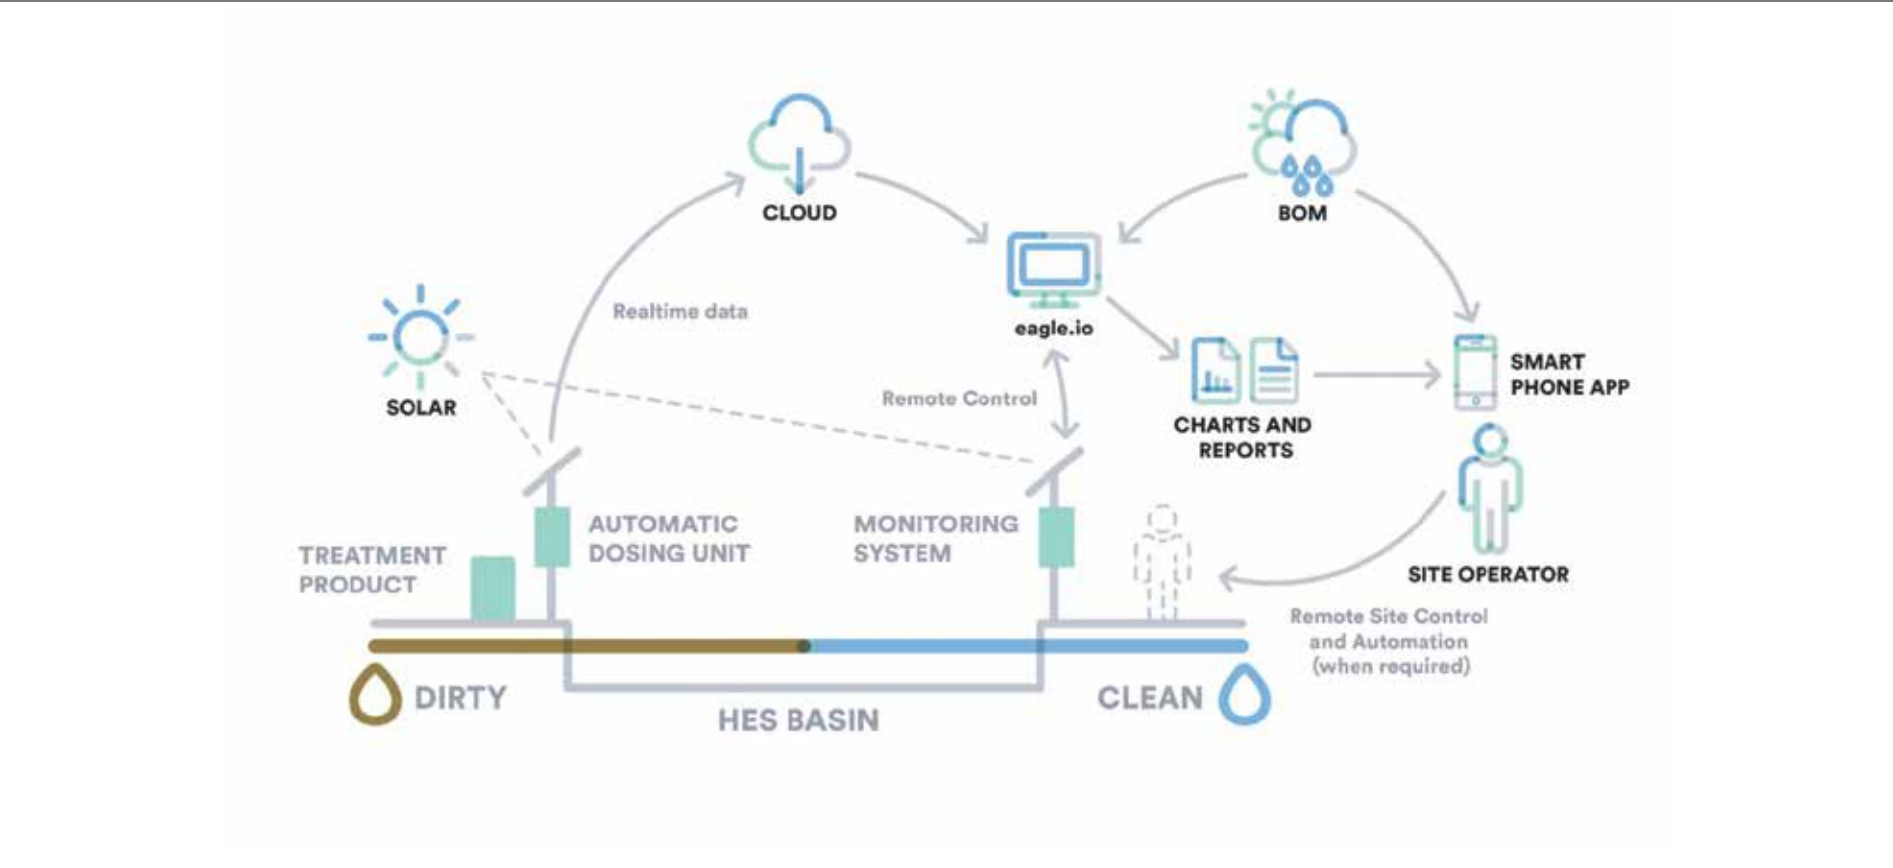 CLOUD
BOM
Realtime data
eagle.io
SOLAR
Remote Control
SMART
PHONE APP
CHARTS AND
REPORTS
AUTOMATIC
DOSING UNIT
MONITORING
SYSTEM
TREATMENT
PRODUCT
SITE OPERATOR
Remote Site Control
and Automation
(when required)
DIRTY
CLEAN
HES BASIN